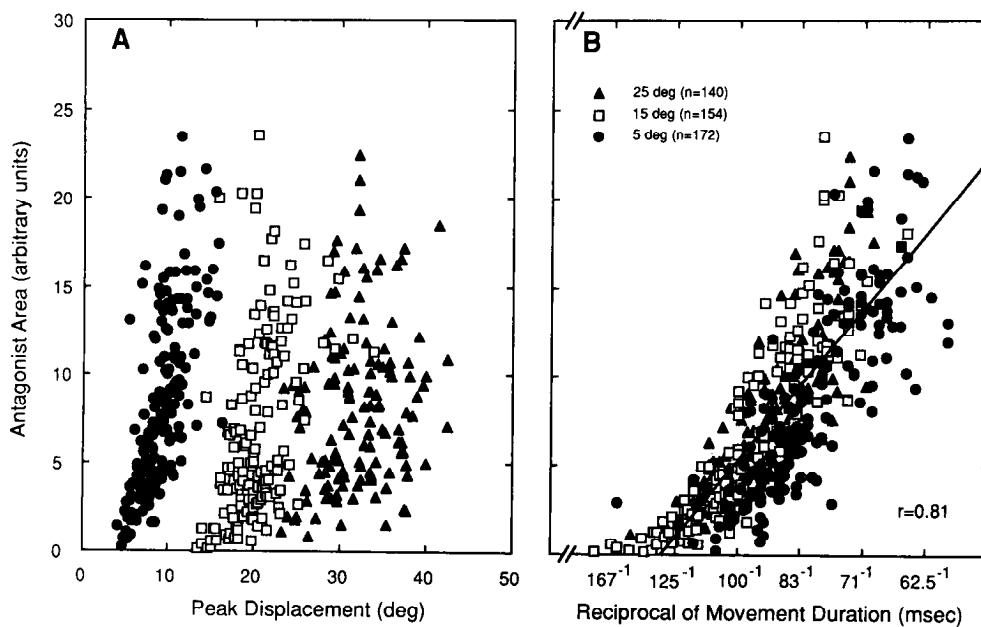 A
B
30
25
20
15
10
5
0
Antagonist Area (arbitrary units)
0 10 20 30 40 50
Peak Displacement (deg)
25 deg (n=140)
15 deg (n=154)
5 deg (n=172)
r=0.81
167⁻¹ 125⁻¹ 100⁻¹ 83⁻¹ 71⁻¹ 62.5⁻¹
Reciprocal of Movement Duration (msec)